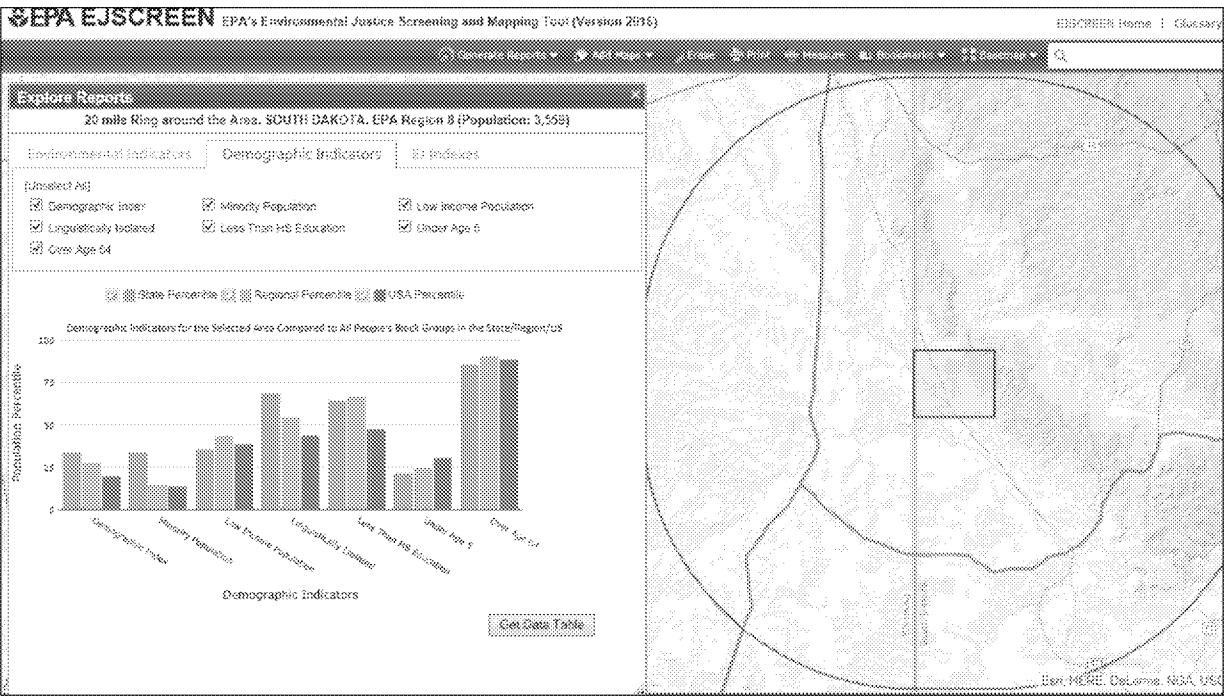 EPA EJSCREEN EPA's Environmental Justice Screening and Mapping Tool (Version 2016)
EJSCREEN Home | Glossary
Generate Reports Add Maps Erase Print Measure Bookmarks Basemap
Explore Reports ×
20 mile Ring around the Area, SOUTH DAKOTA, EPA Region 8 (Population: 3,559)
Environmental Indicators Demographic Indicators EJ Indexes
[Unselect All]
Demographic Index Minority Population Low Income Population
Linguistically Isolated Less Than HS Education Under Age 5
Over Age 64
State Percentile Regional Percentile USA Percentile
Demographic Indicators for the Selected Area Compared to All People's Block Groups in the State/Region/US
Population Percentile
100
75
50
25
0
Demographic Index
Minority Population
Low Income Population
Linguistically Isolated
Less Than HS Education
Under Age 5
Over Age 64
Demographic Indicators
Get Data Table
Esri, HERE, DeLorme, NGA, USG